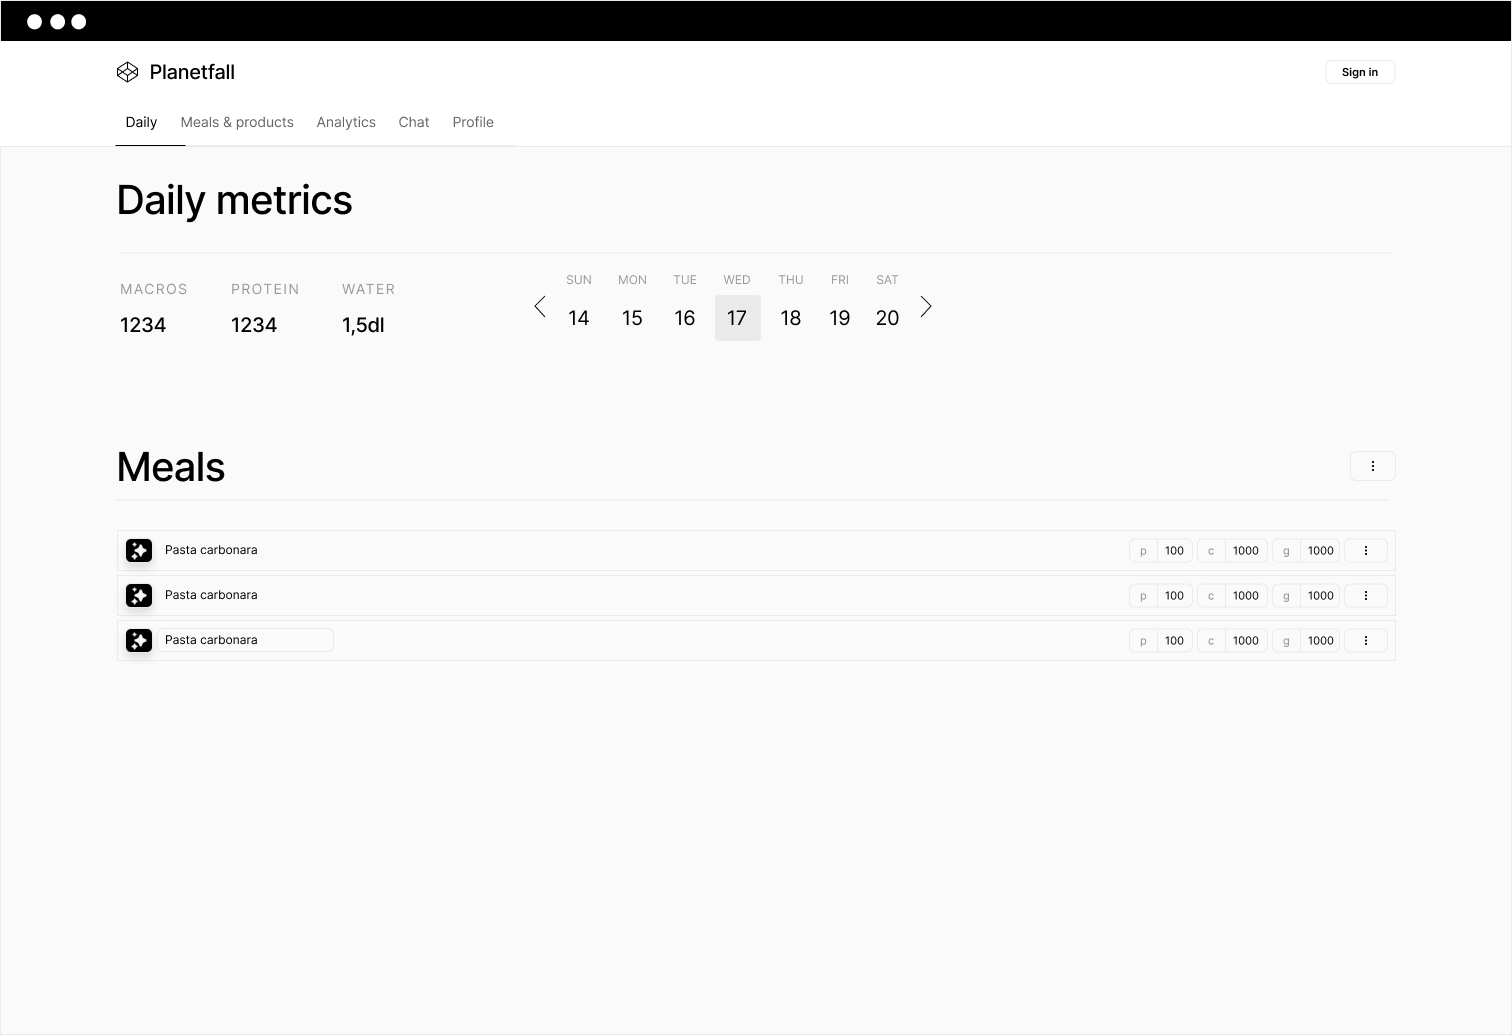 Planetfall
Sign in
Daily Meals & products Analytics Chat Profile
Daily metrics
MACROS PROTEIN WATER
1234 1234 1,5dl
SUN MON TUE WED THU FRI SAT
14 15 16 17 18 19 20
Meals
Pasta carbonara p 100 c 1000 g 1000
Pasta carbonara p 100 c 1000 g 1000
Pasta carbonara p 100 c 1000 g 1000